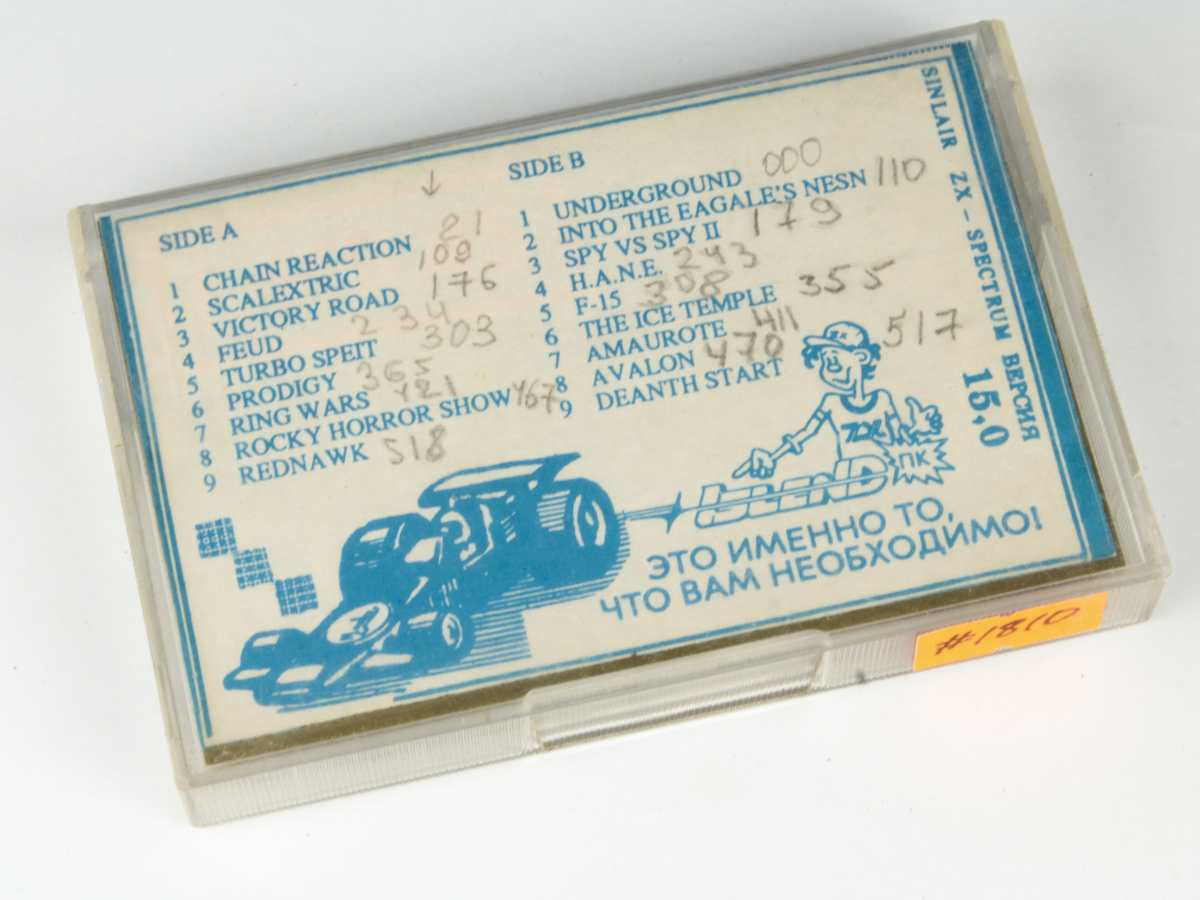 SIDE A
1 CHAIN REACTION 21
2 SCALEXTRIC 109
3 VICTORY ROAD 176
4 FEUD 234
5 TURBO SPEIT 303
6 PRODIGY 365
7 RING WARS 421
8 ROCKY HORROR SHOW 467
9 REDNAWK 518
SIDE B
1 UNDERGROUND 000
2 INTO THE EAGALE'S NESN 110
3 SPY VS SPY II 179
4 H.A.N.E. 243
5 F-15 308
6 THE ICE TEMPLE 355
7 AMAUROTE 411
8 AVALON 470
9 DEANTH START 517
SINLAIR ZX - SPECTRUM ВЕРСИЯ
15,0
ПК
ЭТО ИМЕННО ТО,
ЧТО ВАМ НЕОБХОДИМО!
#1810